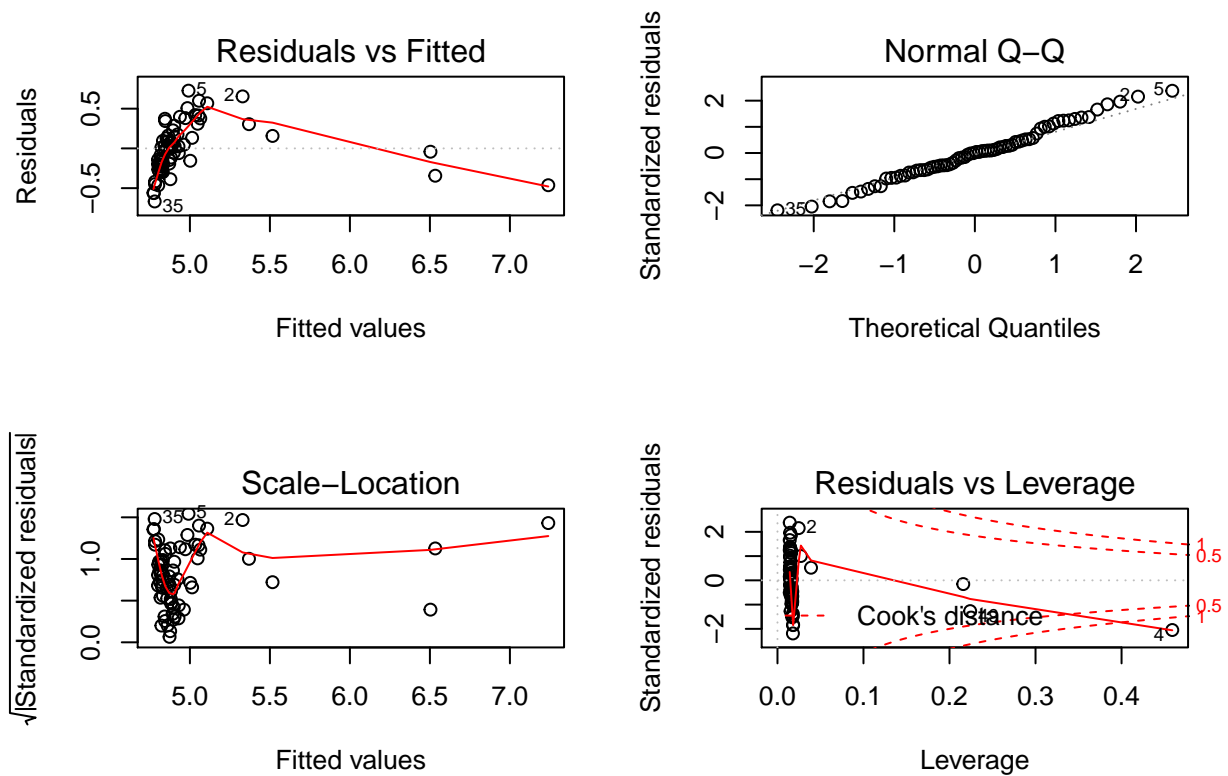 Residuals vs Fitted
Residuals
0.5
−0.5
5
2
35
5.0 5.5 6.0 6.5 7.0
Fitted values
Normal Q−Q
Standardized residuals
2
0
−2
2
5
35
−2 −1 0 1 2
Theoretical Quantiles
Scale−Location
√|Standardized residuals|
1.0
0.0
35
5
2
5.0 5.5 6.0 6.5 7.0
Fitted values
Residuals vs Leverage
Standardized residuals
2
0
−2
2
1
0.5
0.5
1
Cook's distance
4
0.0 0.1 0.2 0.3 0.4
Leverage